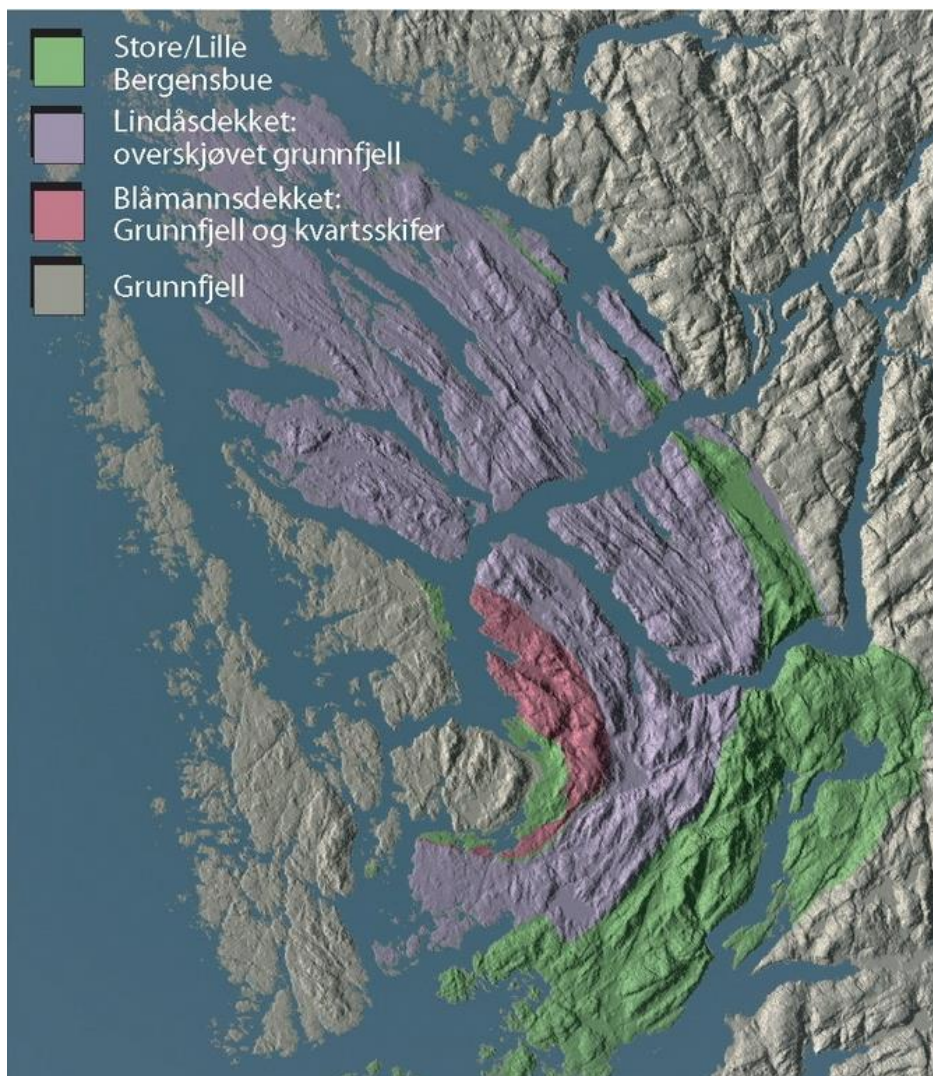 Store/Lille
Bergensbue
Lindåsdekket:
overskjøvet grunnfjell
Blåmannsdekket:
Grunnfjell og kvartsskifer
Grunnfjell